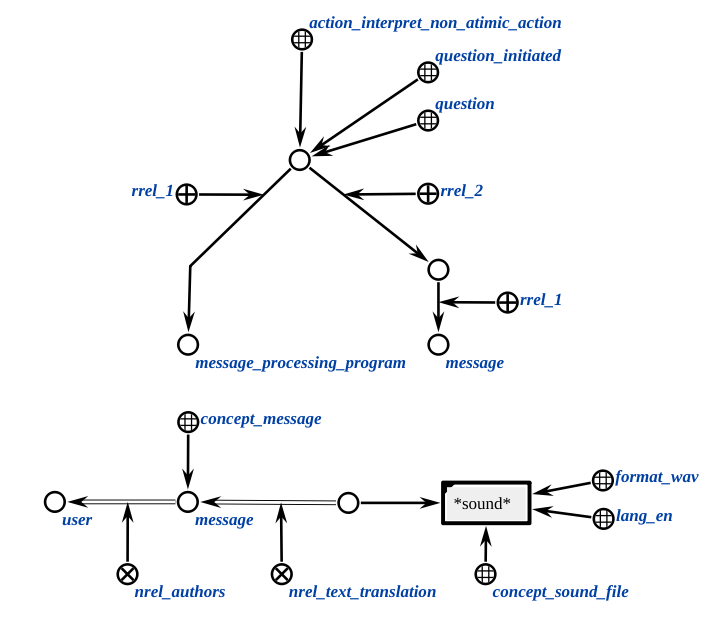 action_interpret_non_atimic_action
question_initiated
question
rrel_1
rrel_2
rrel_1
message_processing_program
message
concept_message
format_wav
*sound*
user
message
lang_en
nrel_authors
nrel_text_translation
concept_sound_file